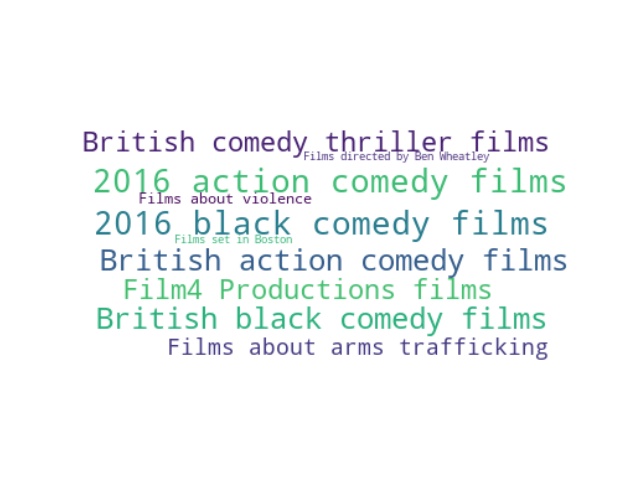 British comedy thriller films
Films directed by Ben Wheatley
2016 action comedy films
Films about violence
2016 black comedy films
Films set in Boston
British action comedy films
Film4 Productions films
British black comedy films
Films about arms trafficking